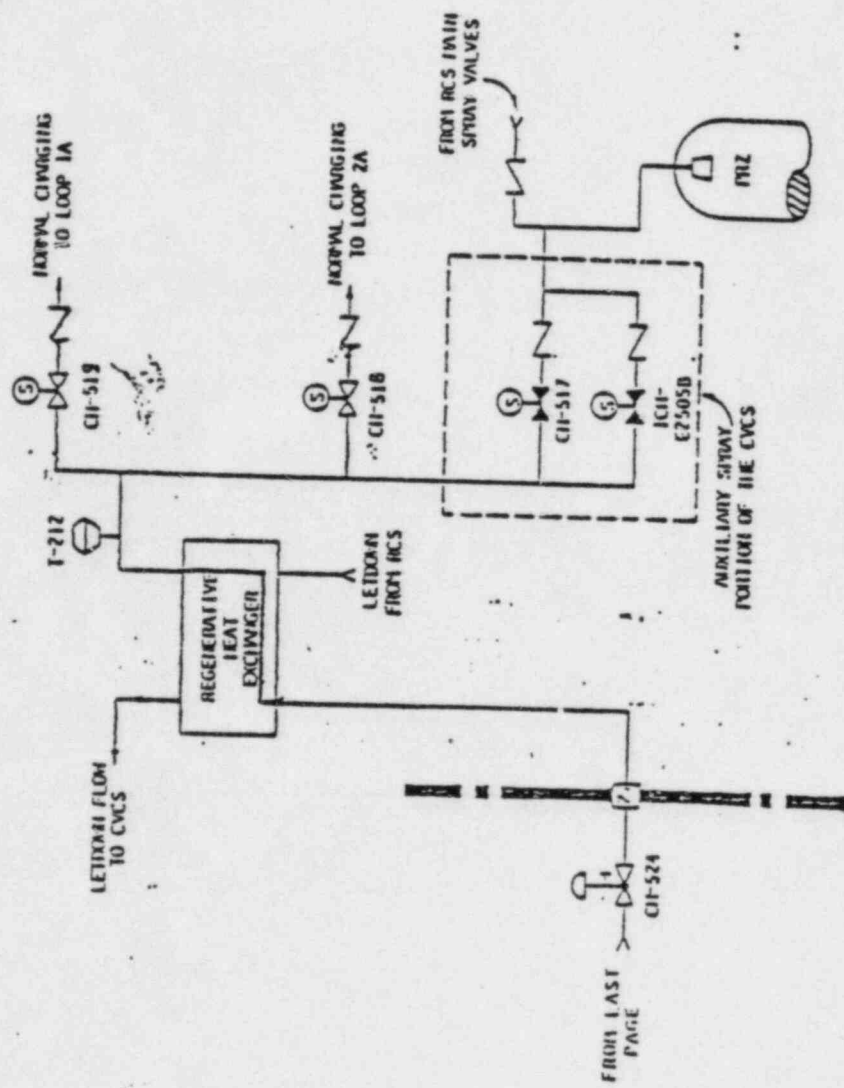 LETDOWN FLOW
TO CVCS
T-212
REGENERATIVE
HEAT
EXCHANGER
LETDOWN
FROM RCS
FROM LAST
PAGE
CH-524
S
CH-519
NORMAL CHARGING
TO LOOP 1A
S
CH-518
NORMAL CHARGING
TO LOOP 2A
S
CH-517
S
AUXILIARY SPRAY
PORTION OF THE CVCS
FROM RCS MAIN
SPRAY VALVES
PRZ